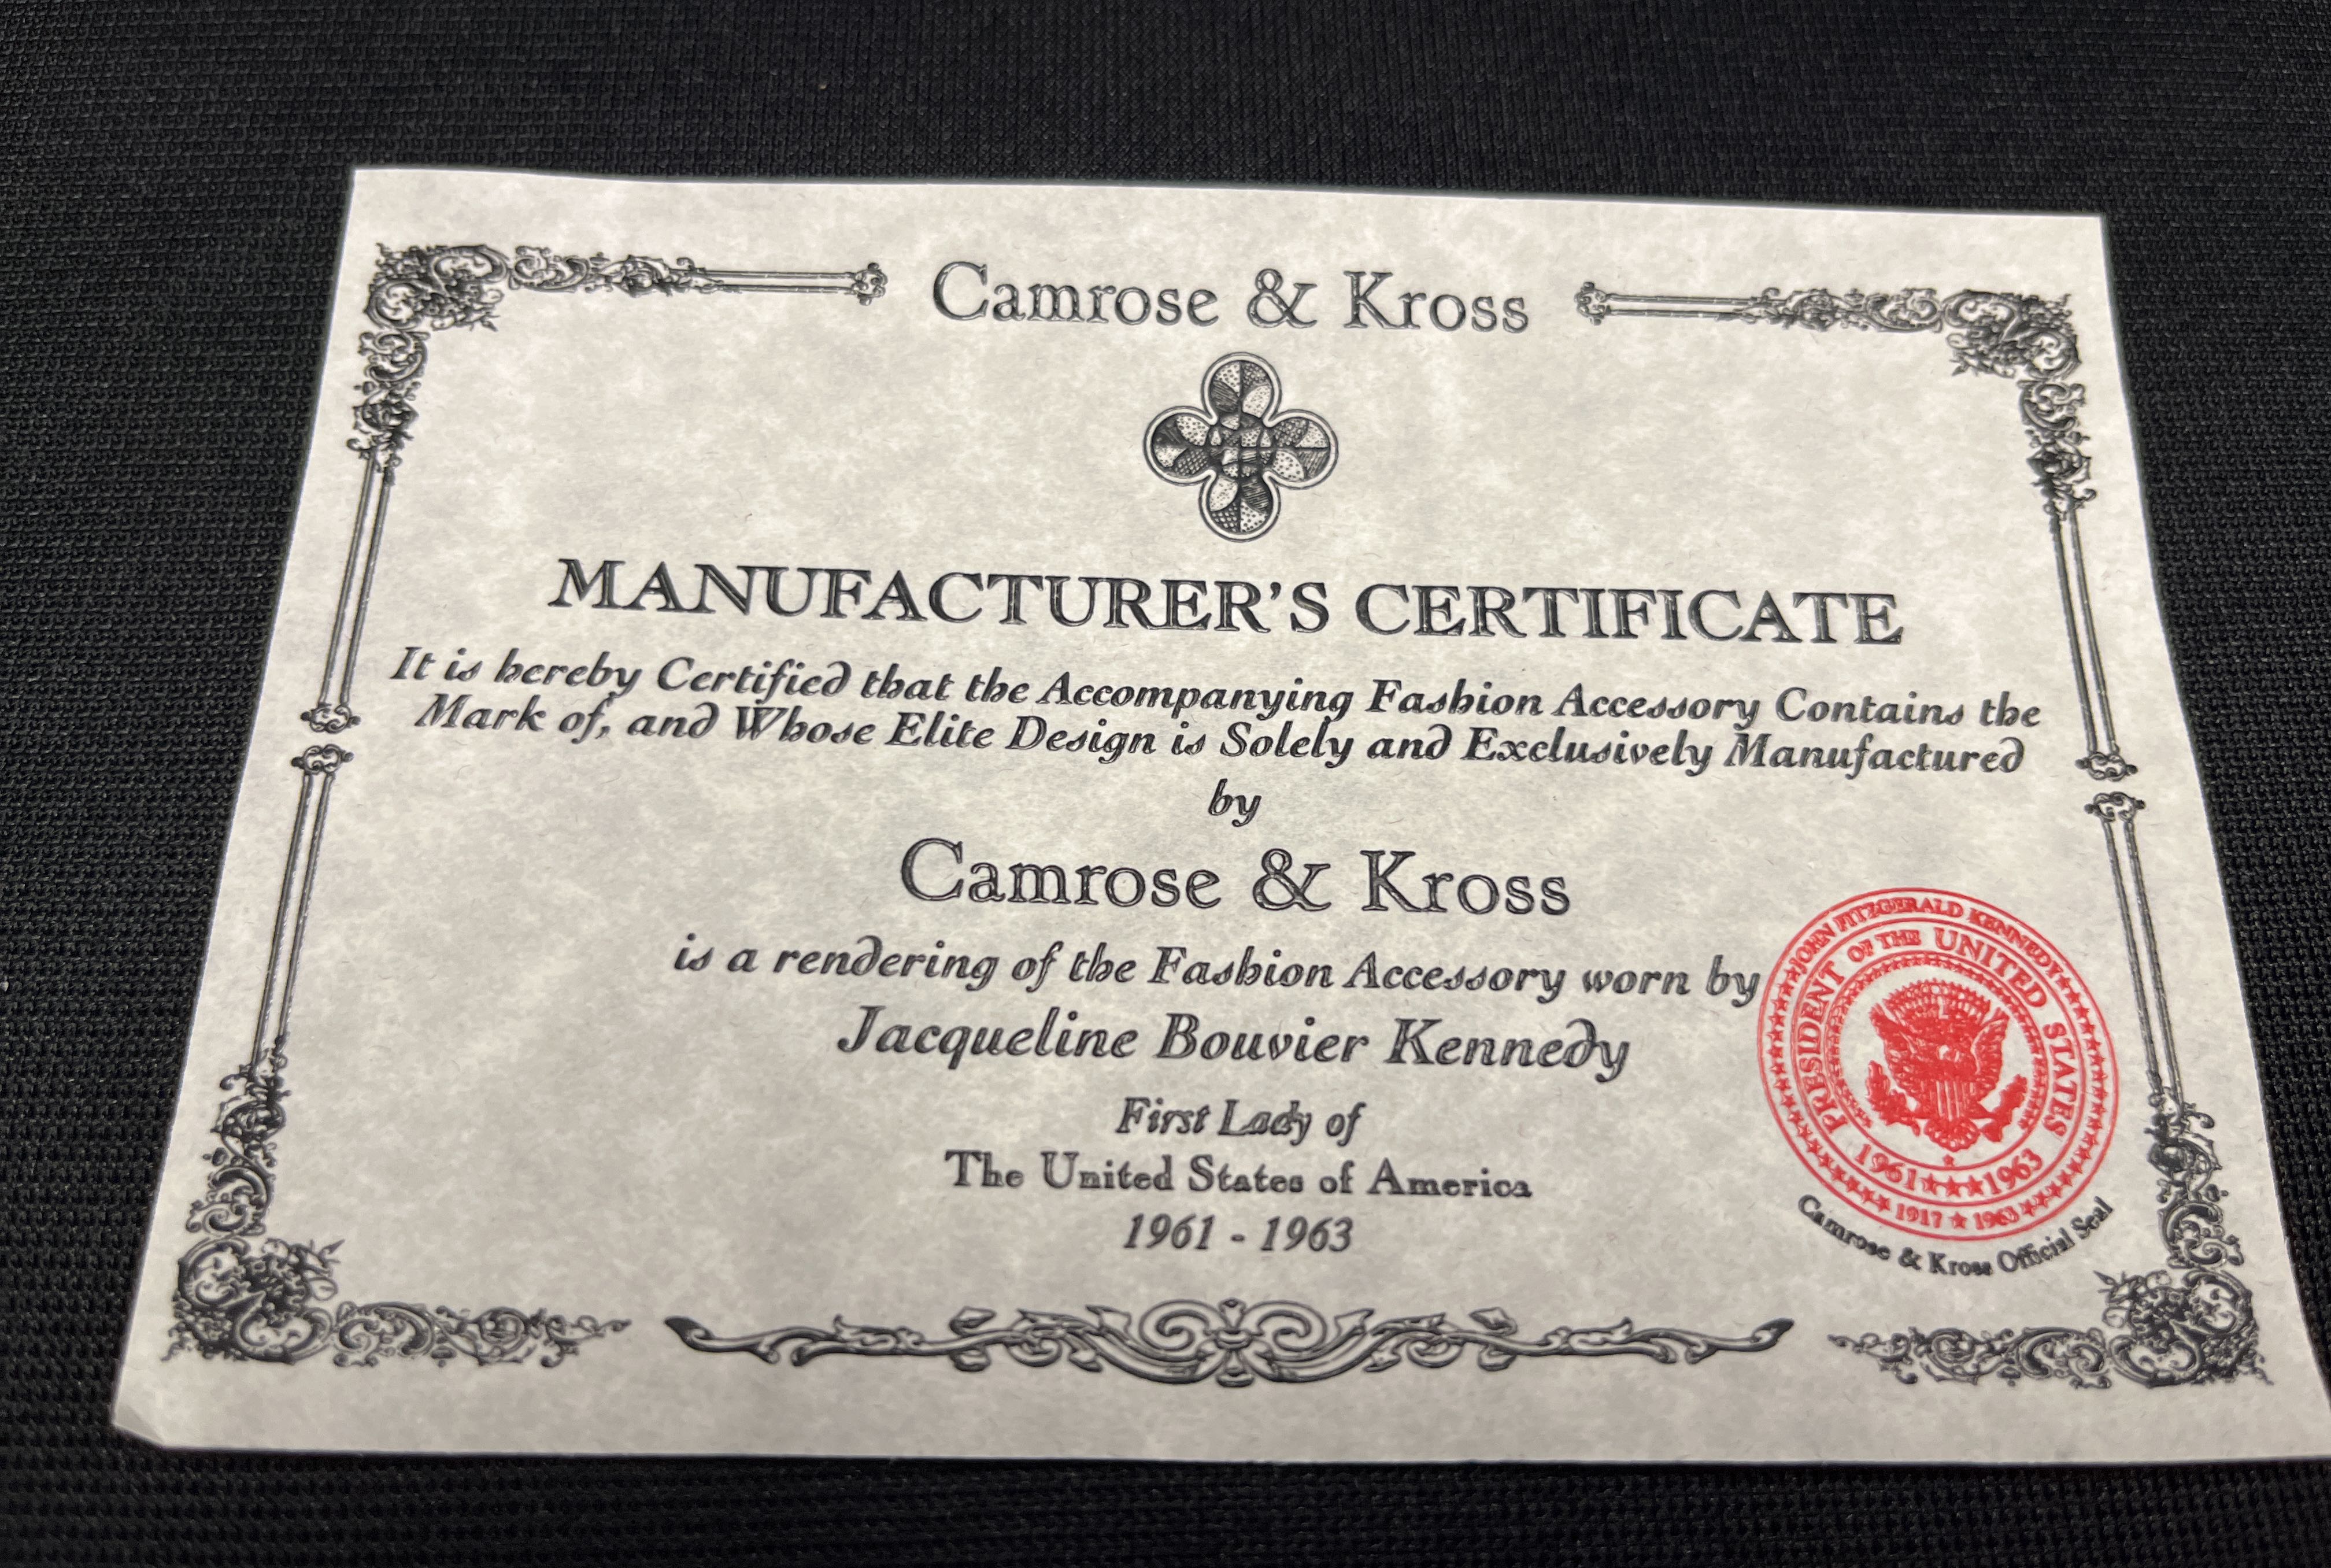 Camrose & Kross
MANUFACTURER'S CERTIFICATE
It is hereby Certified that the Accompanying Fashion Accessory Contains the
Mark of, and Whose Elite Design is Solely and Exclusively Manufactured
by
Camrose & Kross
is a rendering of the Fashion Accessory worn by
Jacqueline Bouvier Kennedy
First Lady of
The United States of America
1961 - 1963
JOHN FITZGERALD KENNEDY
PRESIDENT OF THE UNITED STATES
1961 ★★★ 1963
1917 ★ 1963
Camrose & Kross Official Seal